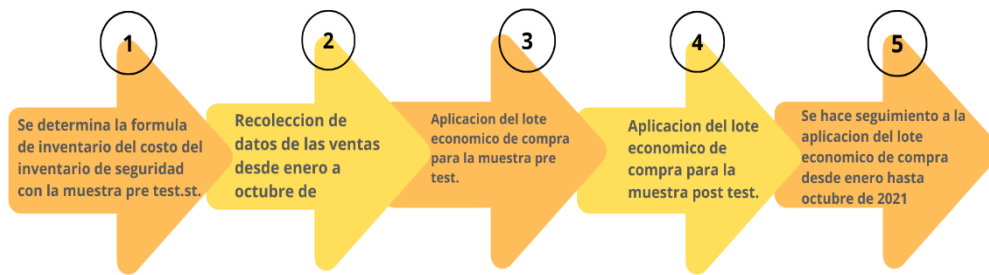 1
Se determina la formula
de inventario del costo del
inventario de seguridad
con la muestra pre test.st.
2
Recoleccion de
datos de las ventas
desde enero a
octubre de
3
Aplicacion del lote
economico de compra
para la muestra pre
test.
4
Aplicacion del lote
economico de
compra para la
muestra post test.
5
Se hace seguimiento a la
aplicacion del lote
economico de compra
desde enero hasta
octubre de 2021